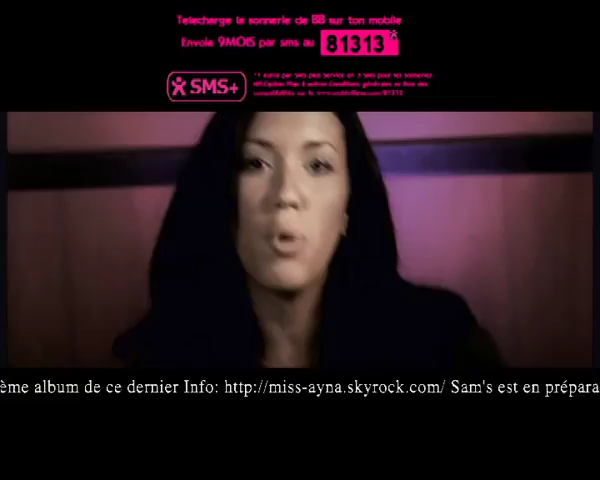 Telecharge la sonnerie de BB sur ton mobile
Envoie 9MOIS par sms au 81313*
SMS+
ème album de ce dernier Info: http://miss-ayna.skyrock.com/ Sam's est en prépara